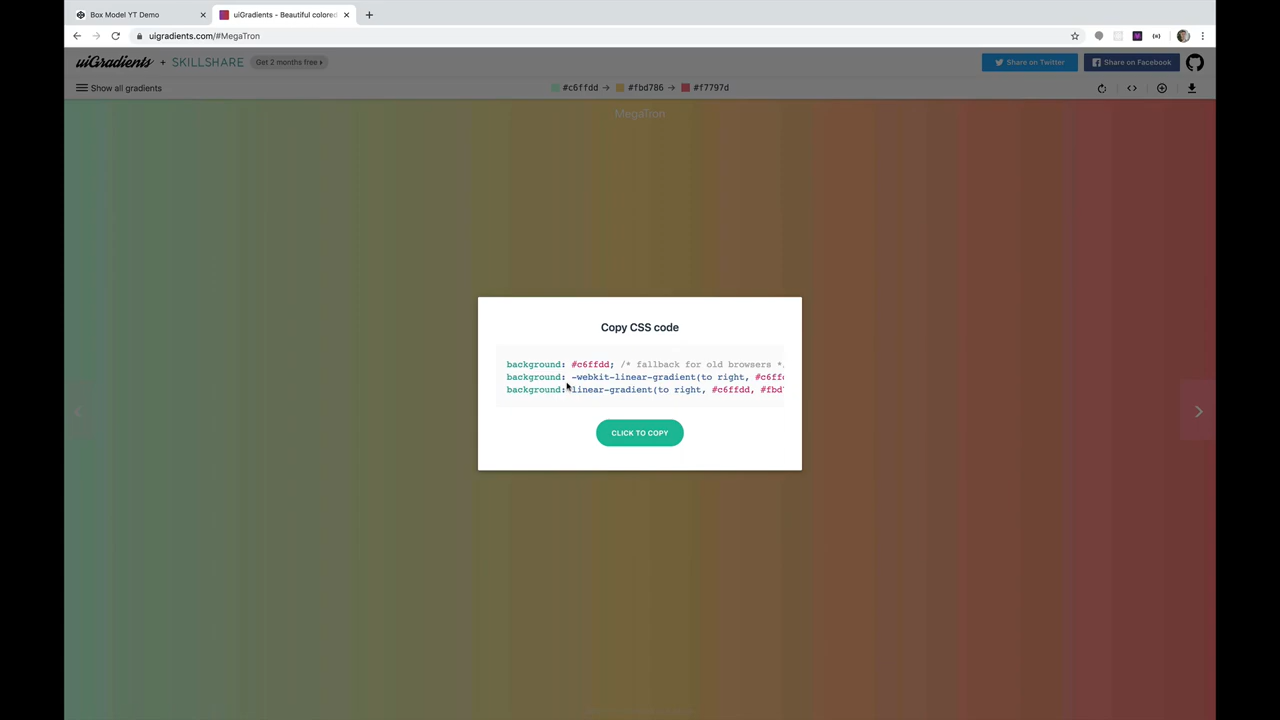 Box Model YT Demo
uiGradients - Beautiful colored
uigradients.com/#MegaTron
uiGradients + SKILLSHARE Get 2 months free
Share on Twitter
Share on Facebook
Show all gradients
#c6ffdd → #fbd786 → #f7797d
MegaTron
Copy CSS code
background: #c6ffdd; /* fallback for old browsers *
background: -webkit-linear-gradient(to right, #c6ffd
background: linear-gradient(to right, #c6ffdd, #fbd
CLICK TO COPY